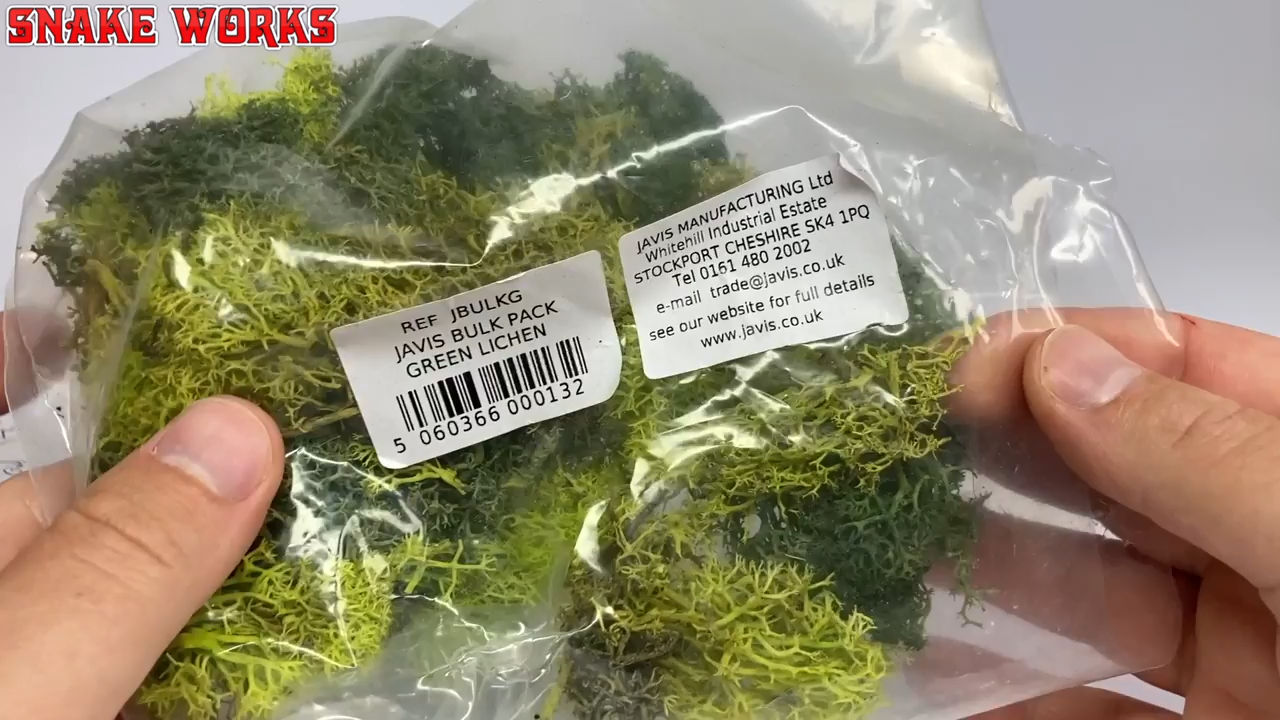 SNAKE WORKS
REF JBULKG
JAVIS BULK PACK
GREEN LICHEN
5 060366 000132
JAVIS MANUFACTURING Ltd
Whitehill Industrial Estate
STOCKPORT CHESHIRE SK4 1PQ
Tel 0161 480 2002
e-mail trade@javis.co.uk
see our website for full details
www.javis.co.uk